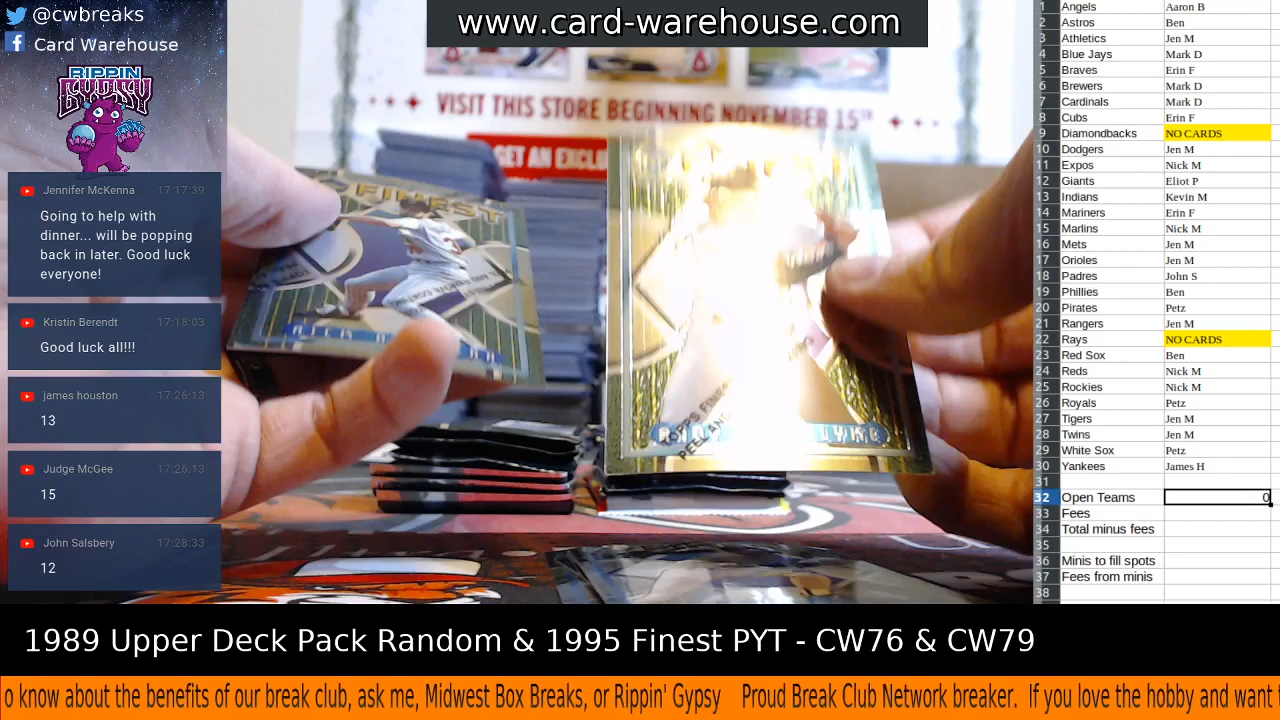 @cwbreaks
Card Warehouse
RIPPIN
GYPSY
Jennifer McKenna 17:17:39
Going to help with
dinner... will be popping
back in later. Good luck
everyone!
Kristin Berendt 17:18:03
Good luck all!!!
james houston 17:26:13
13
Judge McGee 17:26:13
15
John Salsbery 17:28:33
12
www.card-warehouse.com
VISIT THIS STORE BEGINNING NOVEMBER 15TH
GET AN EXCLU
FINEST
1 Angels Aaron B
2 Astros Ben
3 Athletics Jen M
4 Blue Jays Mark D
5 Braves Erin F
6 Brewers Mark D
7 Cardinals Mark D
8 Cubs Erin F
9 Diamondbacks NO CARDS
10 Dodgers Jen M
11 Expos Nick M
12 Giants Eliot P
13 Indians Kevin M
14 Mariners Erin F
15 Marlins Nick M
16 Mets Jen M
17 Orioles Jen M
18 Padres John S
19 Phillies Ben
20 Pirates Petz
21 Rangers Jen M
22 Rays NO CARDS
23 Red Sox Ben
24 Reds Nick M
25 Rockies Nick M
26 Royals Petz
27 Tigers Jen M
28 Twins Jen M
29 White Sox Petz
30 Yankees James H
31
32 Open Teams 0
33 Fees
34 Total minus fees
35
36 Minis to fill spots
37 Fees from minis
38
1989 Upper Deck Pack Random & 1995 Finest PYT - CW76 & CW79
o know about the benefits of our break club, ask me, Midwest Box Breaks, or Rippin' Gypsy Proud Break Club Network breaker. If you love the hobby and want